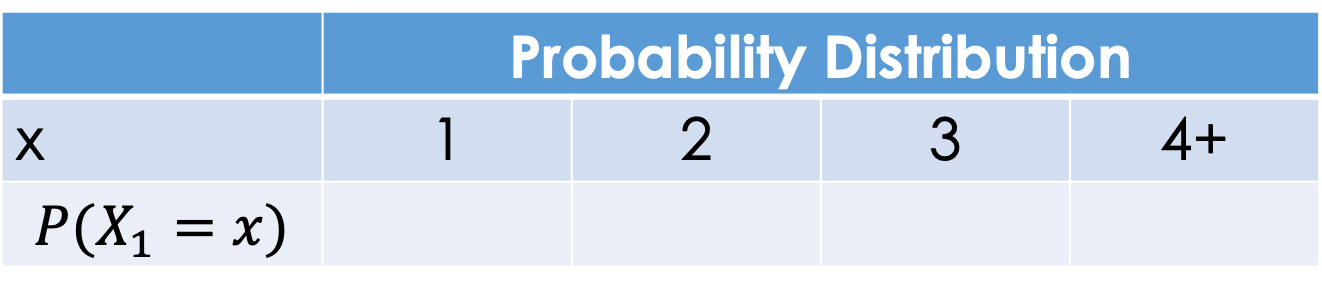 Probability Distribution
x 1 2 3 4+
P(X₁ = x)